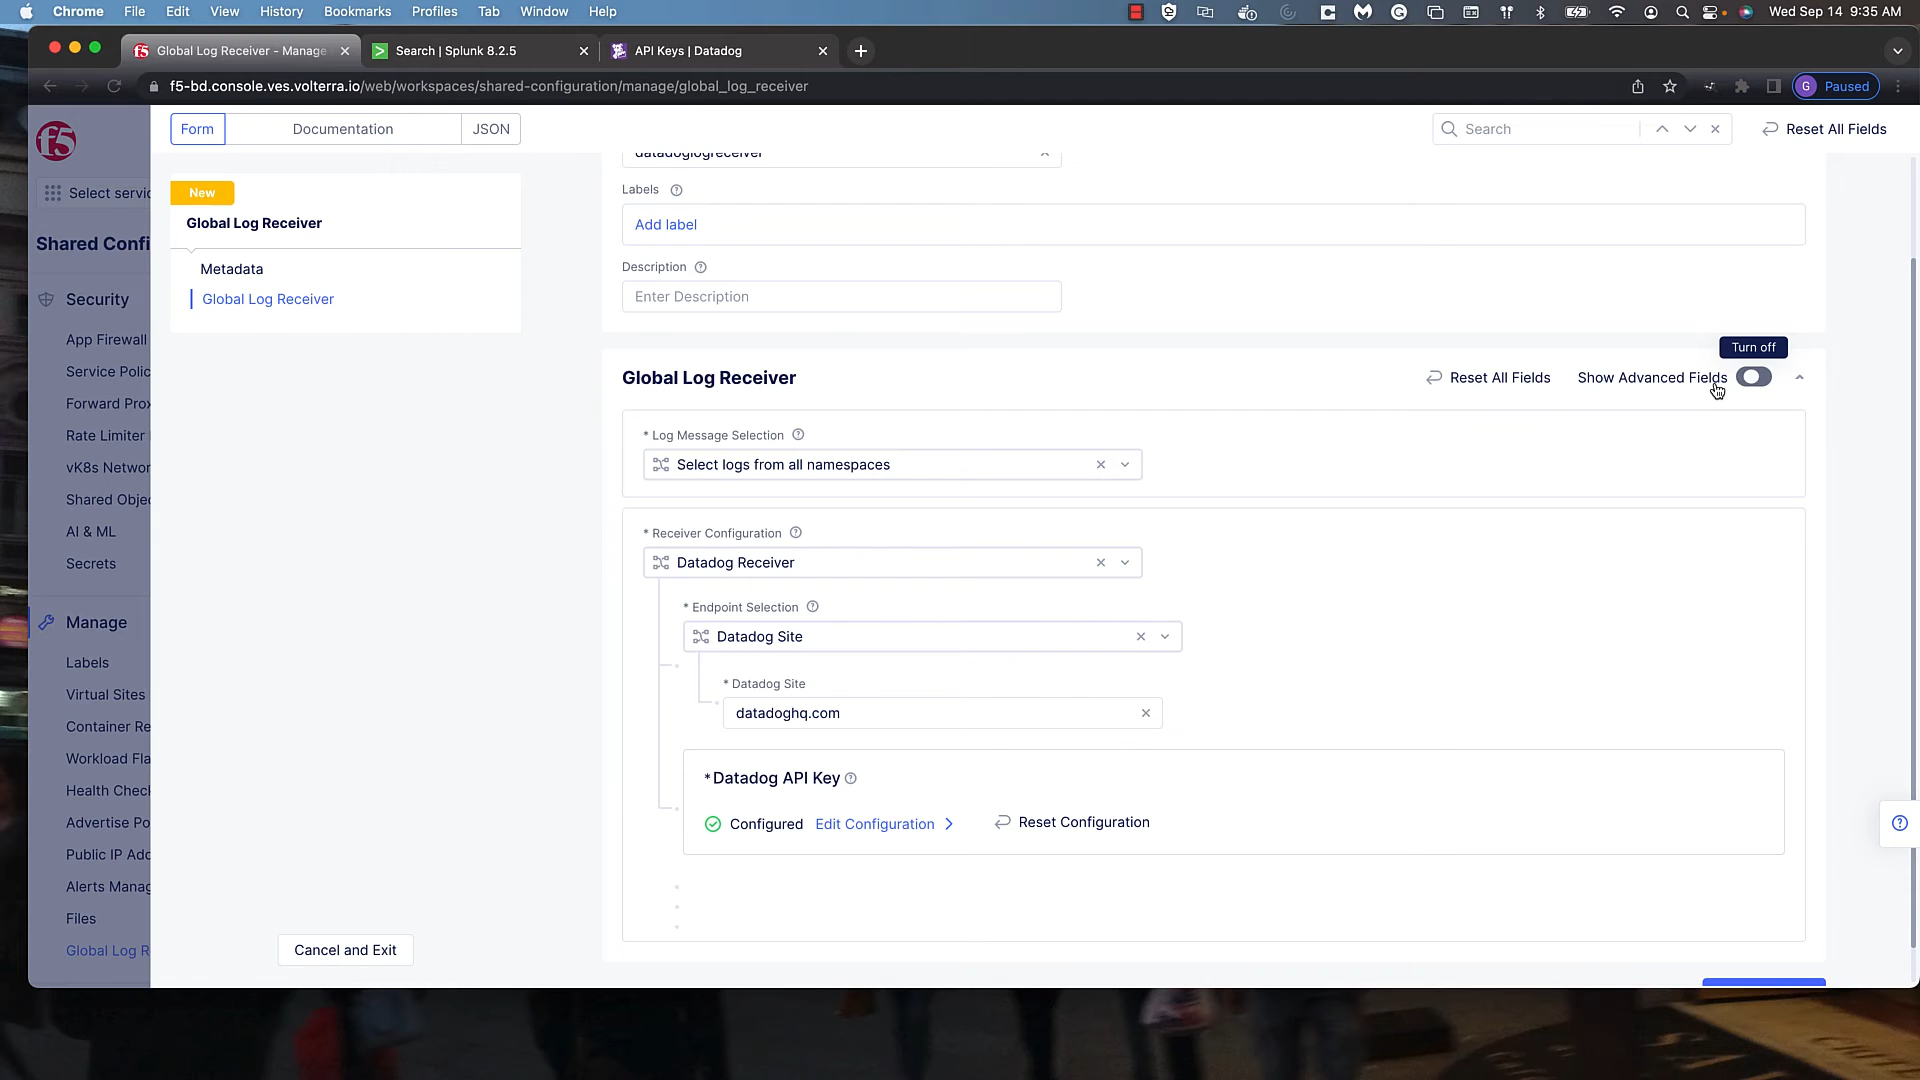 Chrome File Edit View History Bookmarks Profiles Tab Window Help Wed Sep 14 9:35 AM
Global Log Receiver - Manage Search | Splunk 8.2.5 API Keys | Datadog
f5-bd.console.ves.volterra.io/web/workspaces/shared-configuration/manage/global_log_receiver G Paused
Form Documentation JSON Search Reset All Fields
f5
datadoglogreceiver
Select servic
New
Global Log Receiver
Metadata
Global Log Receiver
Shared Confi
Security
App Firewall
Service Polic
Forward Prox
Rate Limiter
vK8s Networ
Shared Obje
AI & ML
Secrets
Manage
Labels
Virtual Sites
Container Re
Workload Fla
Health Check
Advertise Po
Public IP Add
Alerts Manag
Files
Global Log R
Cancel and Exit
Labels
Add label
Description
Enter Description
Turn off
Global Log Receiver Reset All Fields Show Advanced Fields
* Log Message Selection
Select logs from all namespaces
* Receiver Configuration
Datadog Receiver
* Endpoint Selection
Datadog Site
* Datadog Site
datadoghq.com
*Datadog API Key
Configured Edit Configuration Reset Configuration